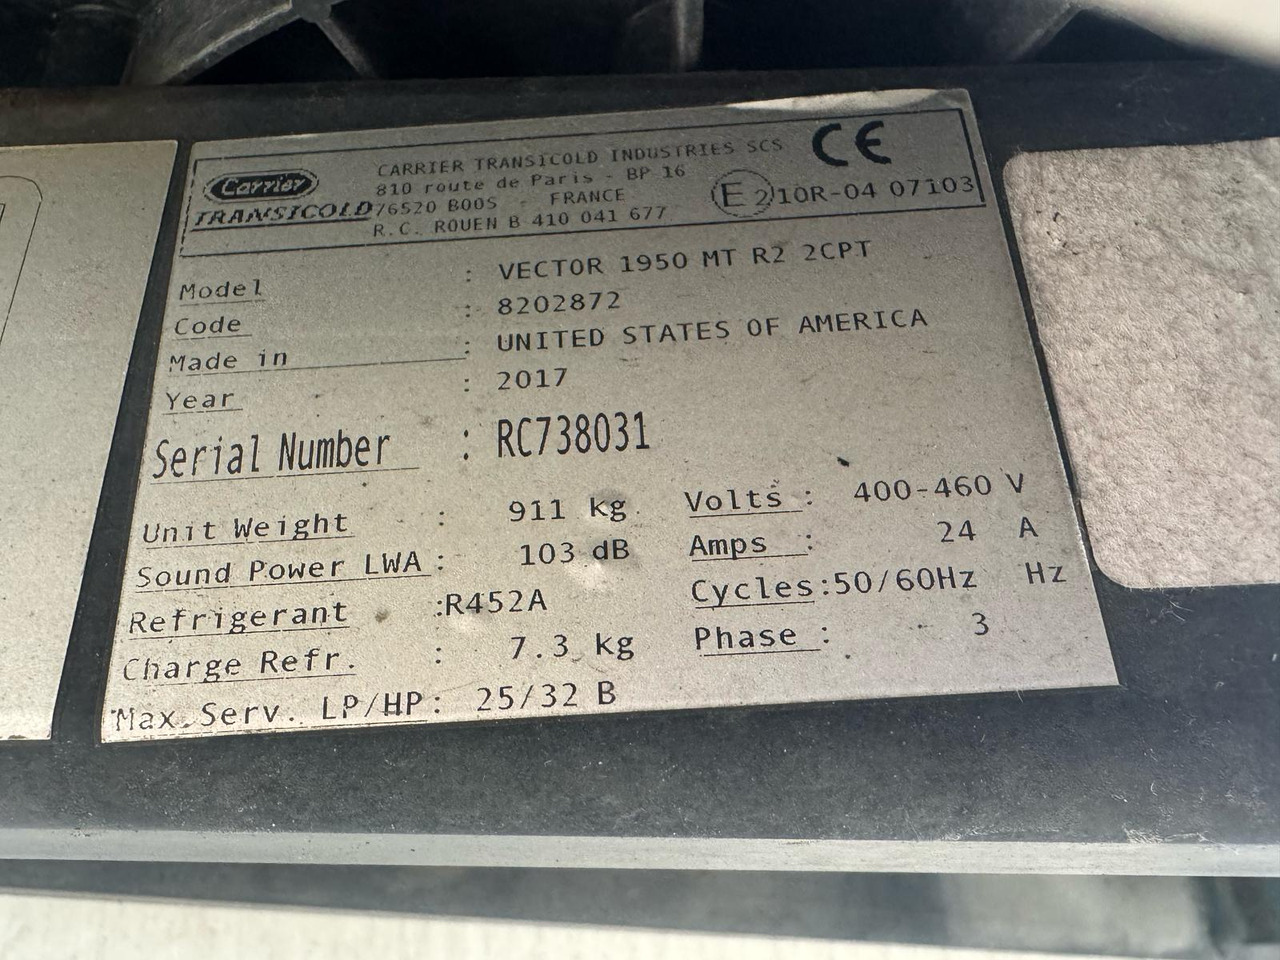 Carrier
TRANSICOLD
CARRIER TRANSICOLD INDUSTRIES SCS
810 route de Paris - BP 16
76520 BOOS - FRANCE
R.C. ROUEN B 410 041 677
CE
E2 10R-04 07103
Model : VECTOR 1950 MT R2 2CPT
Code : 8202872
Made in : UNITED STATES OF AMERICA
Year : 2017
Serial Number : RC738031
Unit Weight : 911 kg Volts : 400-460 V
Sound Power LWA : 103 dB Amps : 24 A
Refrigerant :R452A Cycles:50/60Hz Hz
Charge Refr. : 7.3 kg Phase : 3
Max.Serv. LP/HP: 25/32 B